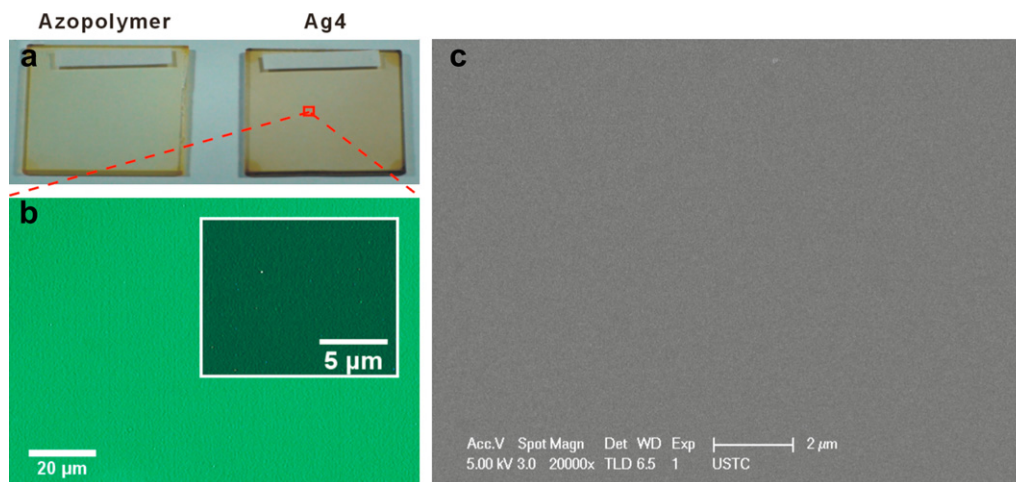 Azopolymer Ag4
a
b
5 μm
20 μm
c
Acc.V Spot Magn Det WD Exp 2 μm
5.00 kV 3.0 20000x TLD 6.5 1 USTC